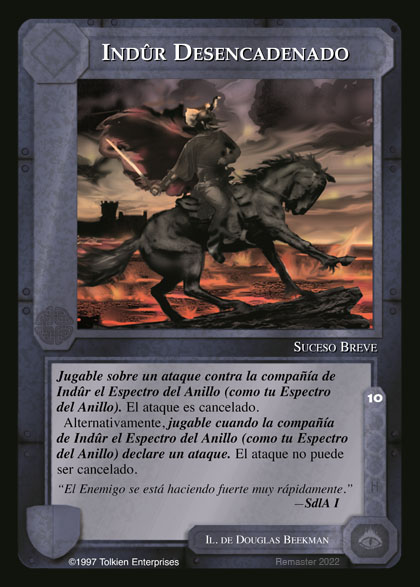 INDÛR DESENCADENADO
SUCESO BREVE
Jugable sobre un ataque contra la compañía de
Indûr el Espectro del Anillo (como tu Espectro
del Anillo). El ataque es cancelado.
Alternativamente, jugable cuando la compañía
de Indûr el Espectro del Anillo (como tu Espectro
del Anillo) declare un ataque. El ataque no puede
ser cancelado.
“El Enemigo se está haciendo fuerte muy rápidamente.”
—SdlA I
10
H
IL. DE DOUGLAS BEEKMAN
©1997 Tolkien Enterprises
Remaster 2022